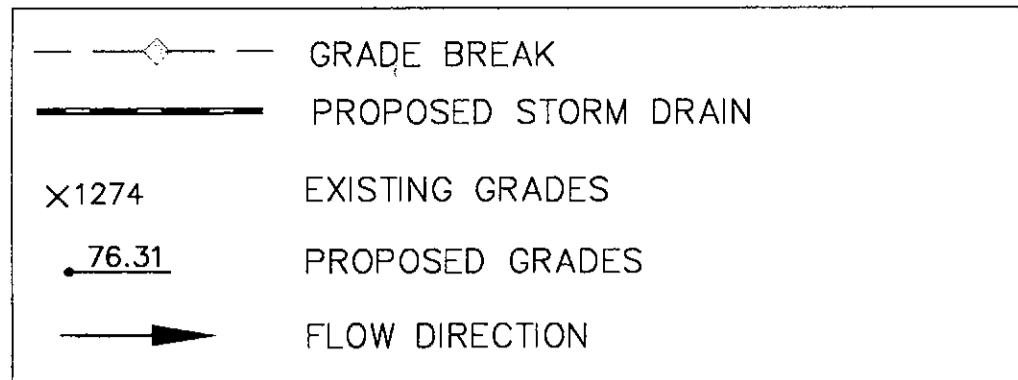 GRADE BREAK
PROPOSED STORM DRAIN
×1274 EXISTING GRADES
76.31 PROPOSED GRADES
FLOW DIRECTION